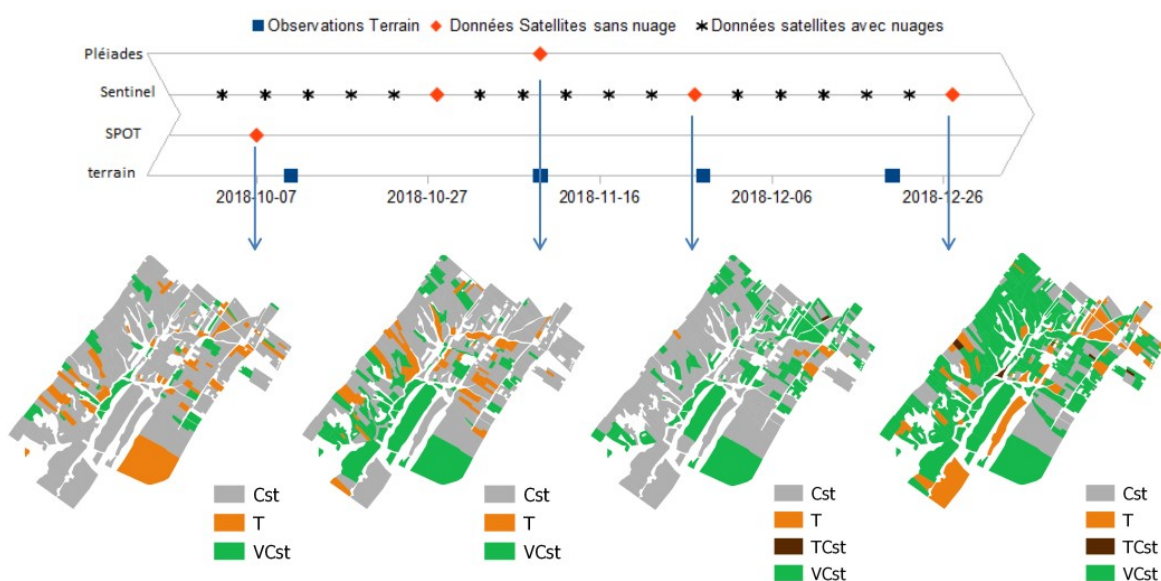 Observations Terrain Données Satellites sans nuage Données satellites avec nuages
Pléiades
Sentinel
SPOT
terrain
2018-10-07 2018-10-27 2018-11-16 2018-12-06 2018-12-26
Cst
T
VCst
Cst
T
VCst
Cst
T
TCst
VCst
Cst
T
TCst
VCst